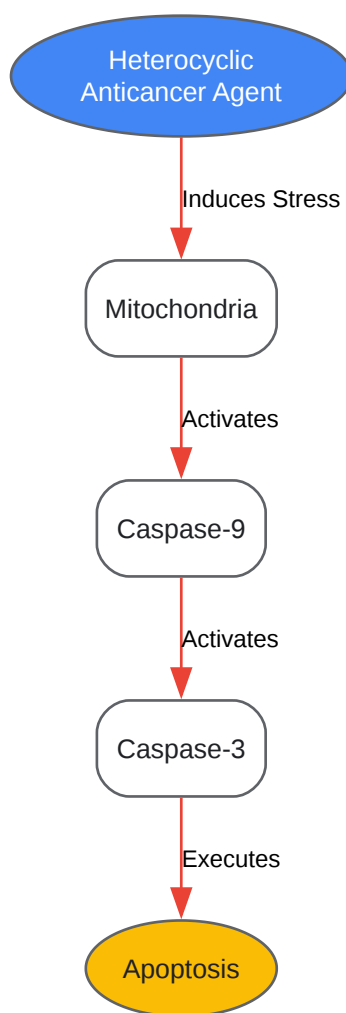 Heterocyclic
Anticancer Agent
Induces Stress
Mitochondria
Activates
Caspase-9
Activates
Caspase-3
Executes
Apoptosis